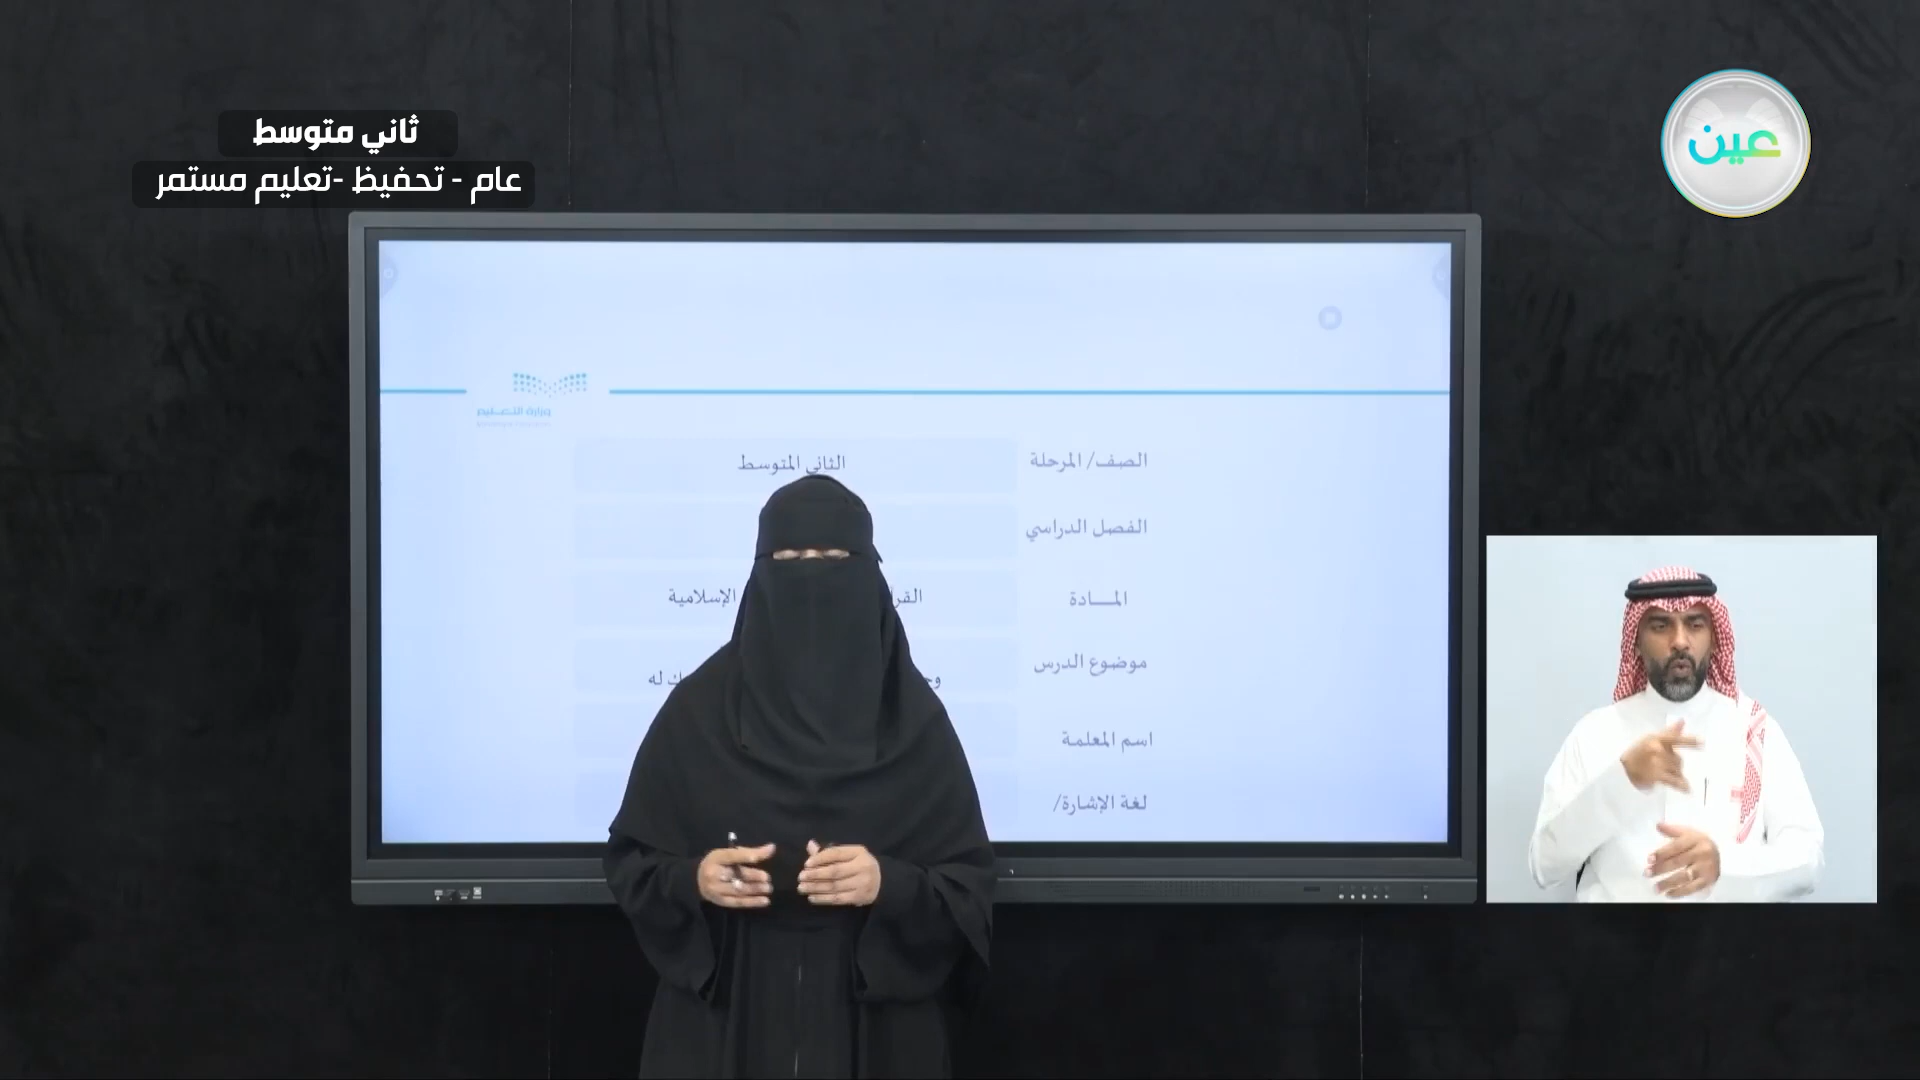 ثاني متوسط
عام - تحفيظ -تعليم مستمر
عين
وزارة التعليم
الصف/ المرحلة
الثاني المتوسط
الفصل الدراسي
المـــادة
الإسلامية
موضوع الدرس
له
اسم المعلمة
لغة الإشارة/